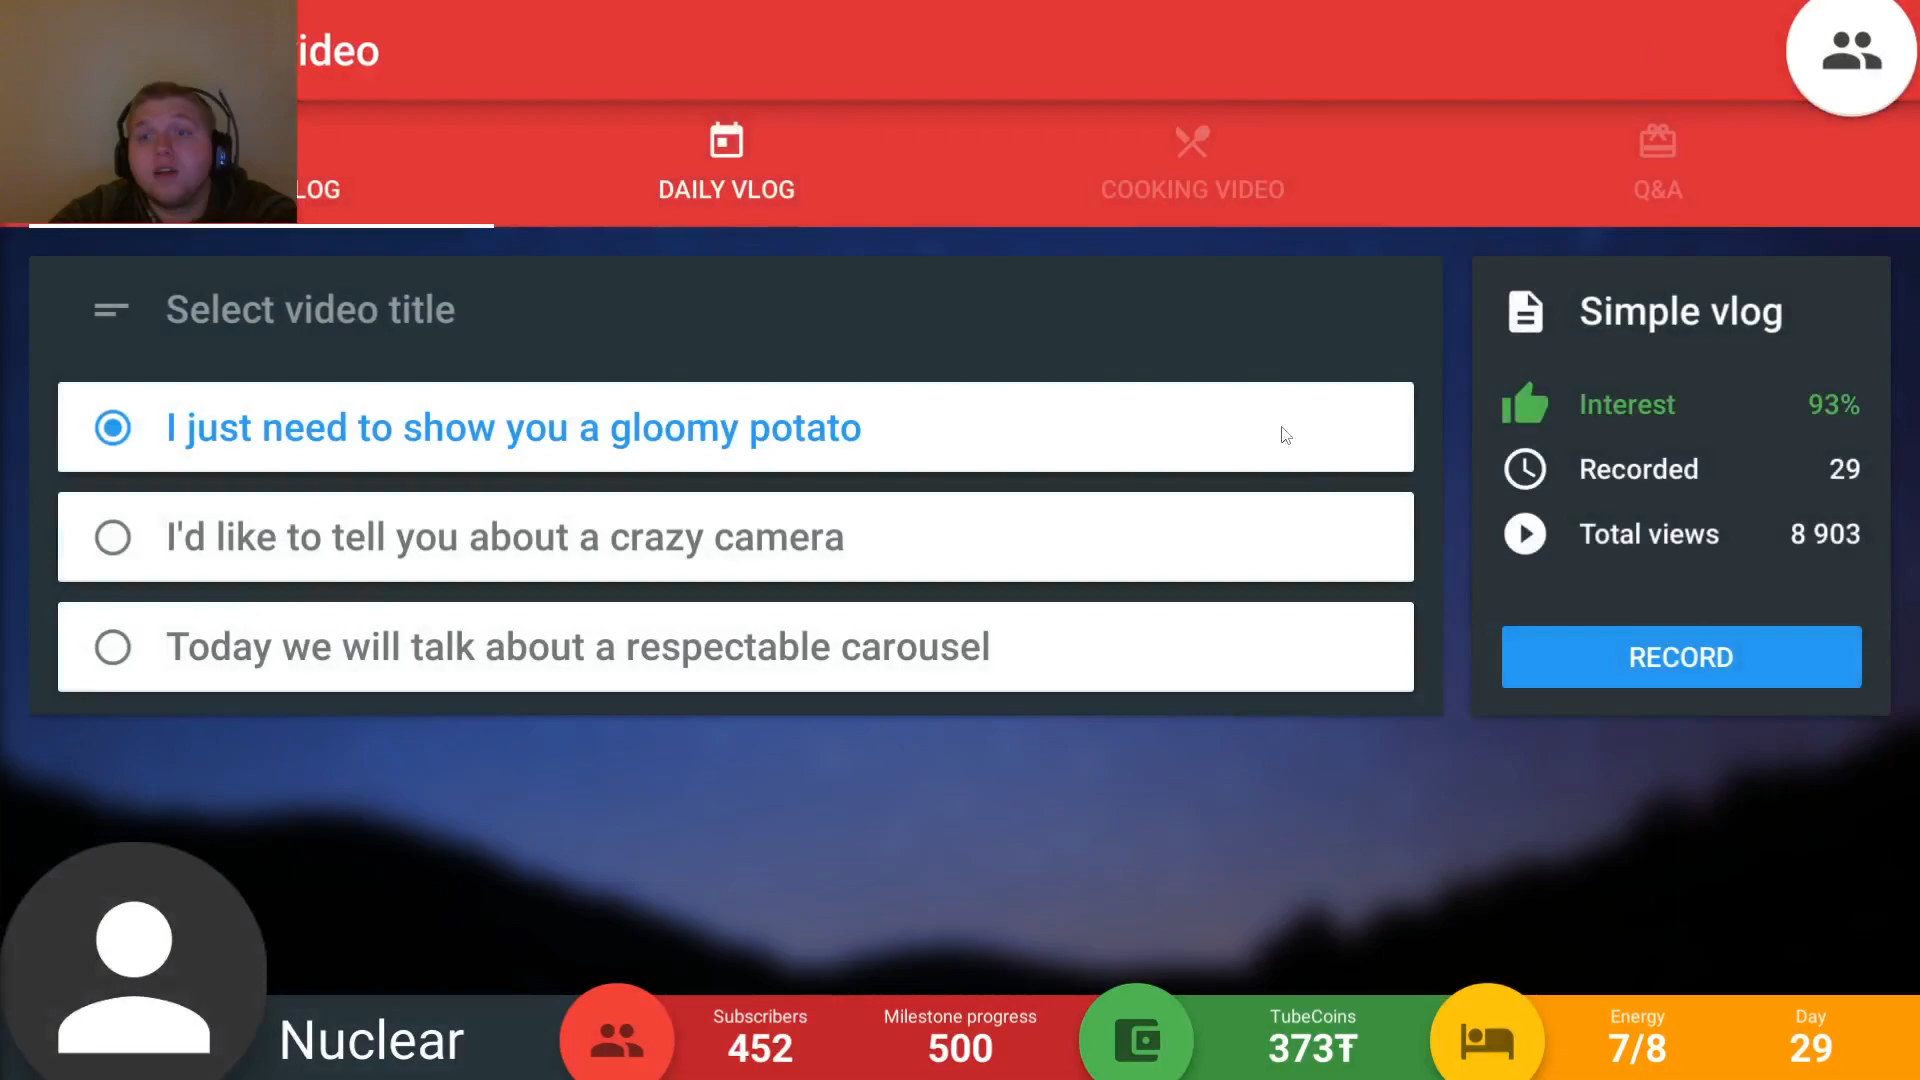 ideo
LOG
DAILY VLOG
COOKING VIDEO
Q&A
Select video title
I just need to show you a gloomy potato
I'd like to tell you about a crazy camera
Today we will talk about a respectable carousel
Simple vlog
Interest 93%
Recorded 29
Total views 8 903
RECORD
Nuclear
Subscribers
452
Milestone progress
500
TubeCoins
373Ŧ
Energy
7/8
Day
29